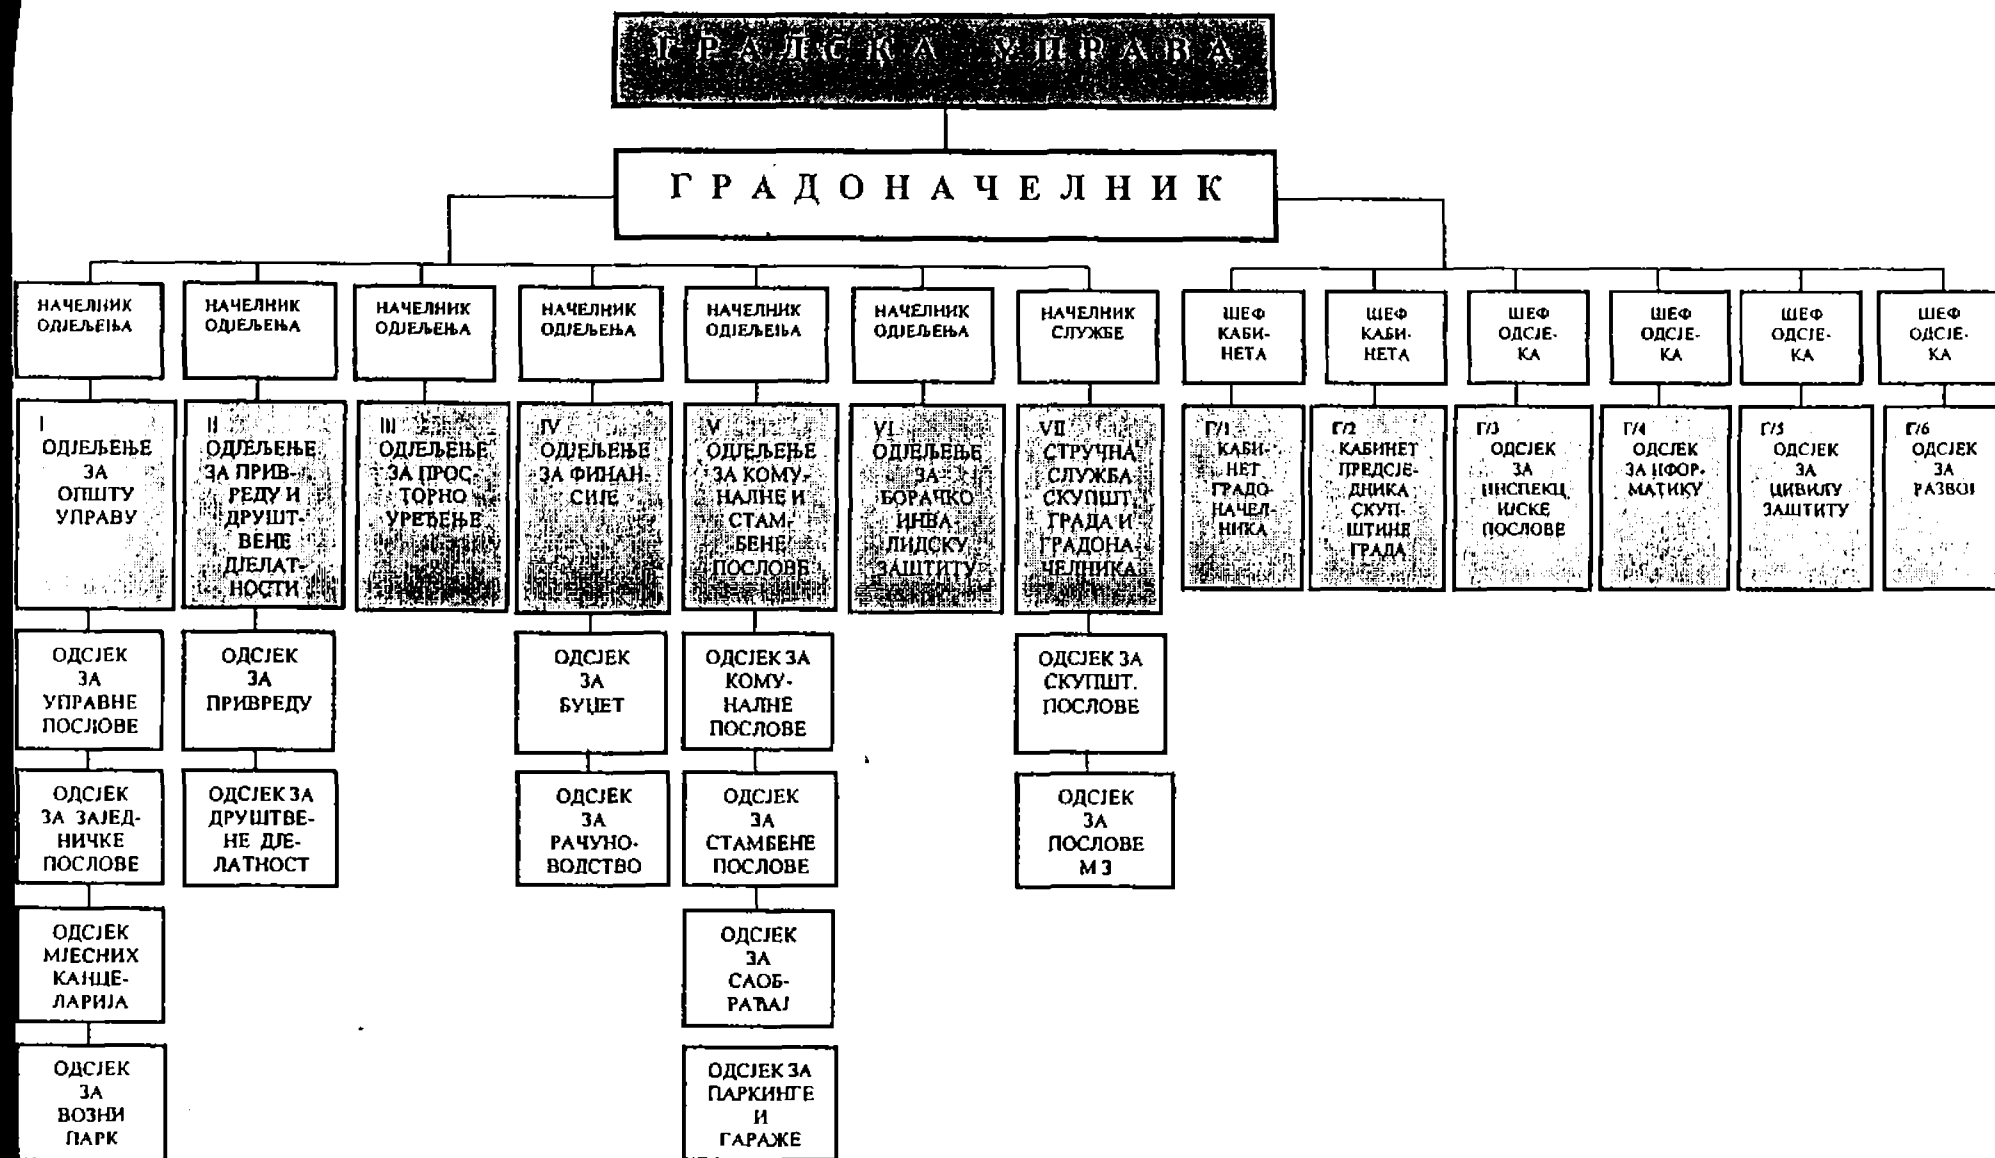 ГРАДСКА УПРАВА
ГРАДОНАЧЕЛНИК
НАЧЕЛНИК
ОДЈЕЉЕЊА
НАЧЕЛНИК
ОДЈЕЉЕЊА
НАЧЕЛНИК
ОДЈЕЉЕЊА
НАЧЕЛНИК
ОДЈЕЉЕЊА
НАЧЕЛНИК
ОДЈЕЉЕЊА
НАЧЕЛНИК
ОДЈЕЉЕЊА
НАЧЕЛНИК
СЛУЖБЕ
ШЕФ
КАБИ-
НЕТА
ШЕФ
КАБИ-
НЕТА
ШЕФ
ОДСЈЕ-
КА
ШЕФ
ОДСЈЕ-
КА
ШЕФ
ОДСЈЕ-
КА
ШЕФ
ОДСЈЕ-
КА
I
ОДЈЕЉЕЊЕ
ЗА
ОПШТУ
УПРАВУ
II
ОДЈЕЉЕЊЕ
ЗА ПРИВ-
РЕДУ И
ДРУШТ-
ВЕНЕ
ДЈЕЛАТ-
НОСТИ
III
ОДЈЕЉЕЊЕ
ЗА ПРОС-
ТОРНО
УРЕЂЕЊЕ
IV
ОДЈЕЉЕЊЕ
ЗА ФИНАН-
СИЈЕ
V
ОДЈЕЉЕЊЕ
ЗА КОМУ-
НАЛНЕ И
СТАМ-
БЕНЕ
ПОСЛОВЕ
VI
ОДЈЕЉЕЊЕ
ЗА
БОРАЧКО
ИНВА-
ЛИДСКУ
ЗАШТИТУ
VII
СТРУЧНА
СЛУЖБА
СКУПШТ.
ГРАДА И
ГРАДОНА-
ЧЕЛНИКА
Г/1
КАБИ-
НЕТ
ГРАДО-
НАЧЕЛ-
НИКА
Г/2
КАБИНЕТ
ПРЕДСЈЕ-
ДНИКА
СКУП-
ШТИНЕ
ГРАДА
Г/3
ОДСЈЕК
ЗА
ИНСПЕКЦ.
ИЈСКЕ
ПОСЛОВЕ
Г/4
ОДСЈЕК
ЗА ИФОР-
МАТИКУ
Г/5
ОДСЈЕК
ЗА
ЦИВИЛУ
ЗАШТИТУ
Г/6
ОДСЈЕК
ЗА
РАЗВОЈ
ОДСЈЕК
ЗА
УПРАВНЕ
ПОСЛОВЕ
ОДСЈЕК
ЗА
ПРИВРЕДУ
ОДСЈЕК
ЗА
БУЏЕТ
ОДСЈЕК ЗА
КОМУ-
НАЛНЕ
ПОСЛОВЕ
ОДСЈЕК ЗА
СКУПШТ.
ПОСЛОВЕ
ОДСЈЕК
ЗА ЗАЈЕД-
НИЧКЕ
ПОСЛОВЕ
ОДСЈЕК ЗА
ДРУШТВЕ-
НЕ ДЈЕ-
ЛАТНОСТ
ОДСЈЕК
ЗА
РАЧУНО-
ВОДСТВО
ОДСЈЕК
ЗА
СТАМБЕНЕ
ПОСЛОВЕ
ОДСЈЕК
ЗА
ПОСЛОВЕ
МЗ
ОДСЈЕК
МЈЕСНИХ
КАНЦЕ-
ЛАРИЈА
ОДСЈЕК
ЗА
САОБ-
РАЋАЈ
ОДСЈЕК
ЗА
ВОЗНИ
ПАРК
ОДСЈЕК ЗА
ПАРКИНГЕ
И
ГАРАЖЕ